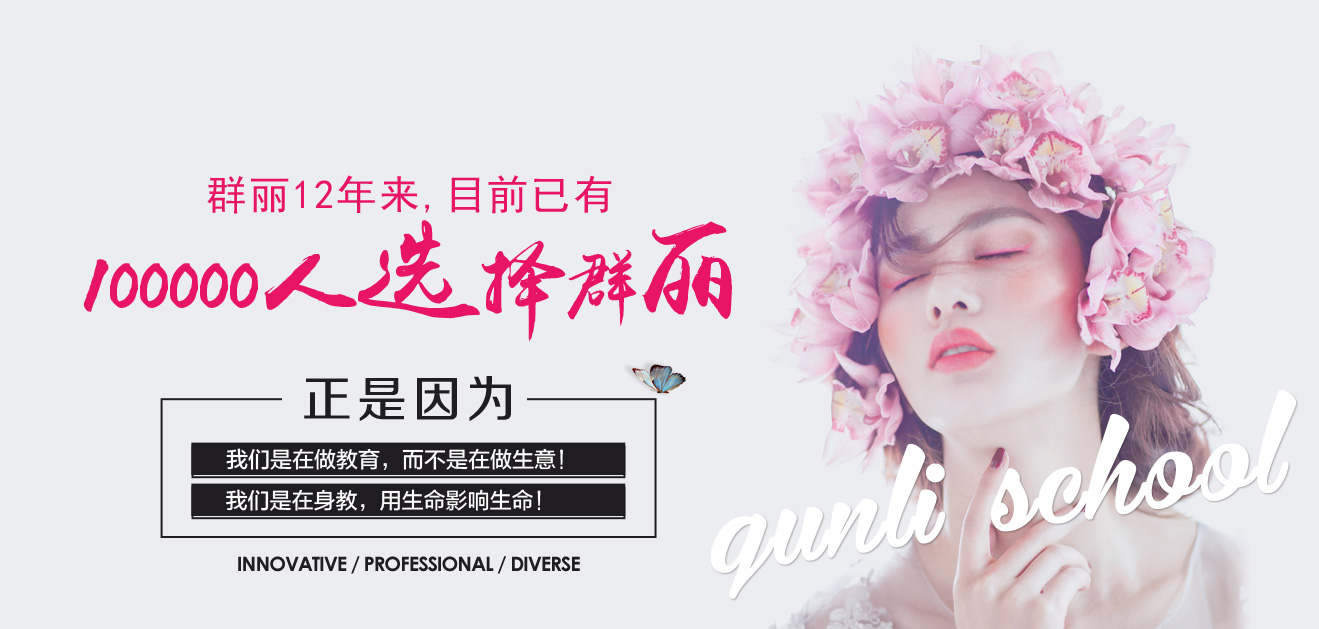 群丽12年来,目前已有
100000人选择群丽
正是因为
我们是在做教育，而不是在做生意！
我们是在身教，用生命影响生命！
INNOVATIVE / PROFESSIONAL / DIVERSE
qunli school